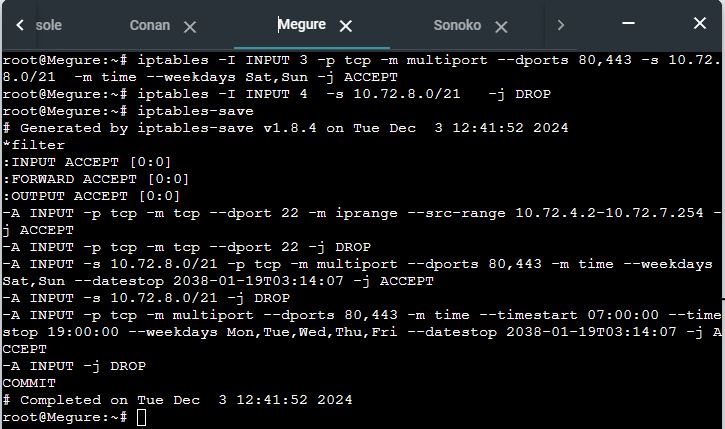 sole Conan Megure Sonoko
root@Megure:~# iptables -I INPUT 3 -p tcp -m multiport --dports 80,443 -s 10.72.
8.0/21  -m time --weekdays Sat,Sun -j ACCEPT
root@Megure:~# iptables -I INPUT 4  -s 10.72.8.0/21   -j DROP
root@Megure:~# iptables-save
# Generated by iptables-save v1.8.4 on Tue Dec  3 12:41:52 2024
*filter
:INPUT ACCEPT [0:0]
:FORWARD ACCEPT [0:0]
:OUTPUT ACCEPT [0:0]
-A INPUT -p tcp -m tcp --dport 22 -m iprange --src-range 10.72.4.2-10.72.7.254 -
j ACCEPT
-A INPUT -p tcp -m tcp --dport 22 -j DROP
-A INPUT -s 10.72.8.0/21 -p tcp -m multiport --dports 80,443 -m time --weekdays
Sat,Sun --datestop 2038-01-19T03:14:07 -j ACCEPT
-A INPUT -s 10.72.8.0/21 -j DROP
-A INPUT -p tcp -m multiport --dports 80,443 -m time --timestart 07:00:00 --time
stop 19:00:00 --weekdays Mon,Tue,Wed,Thu,Fri --datestop 2038-01-19T03:14:07 -j A
CCEPT
-A INPUT -j DROP
COMMIT
# Completed on Tue Dec  3 12:41:52 2024
root@Megure:~#